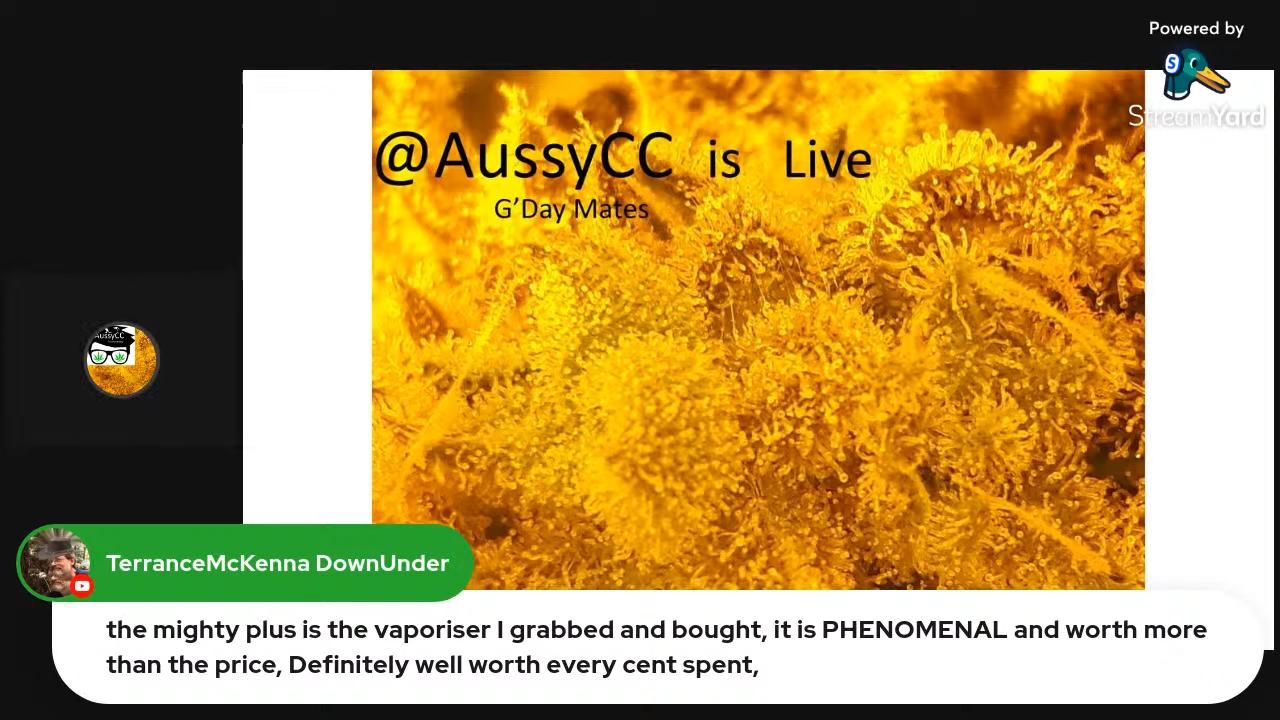 Powered by
StreamYard
@AussyCC is Live
G'Day Mates
AussyCC
TerranceMcKenna DownUnder
the mighty plus is the vaporiser I grabbed and bought, it is PHENOMENAL and worth more
than the price, Definitely well worth every cent spent,